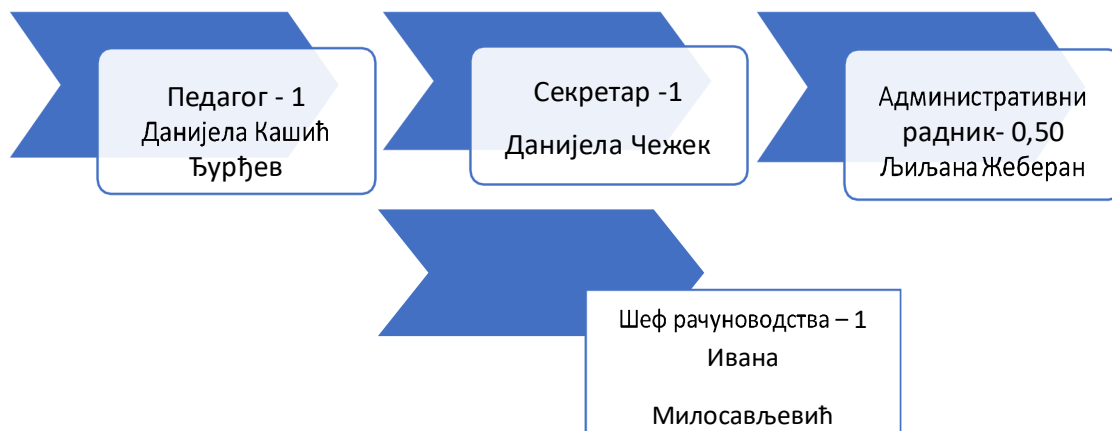 Педагог - 1
Данијела Кашић
Ђурђев
Секретар -1
Данијела Чежек
Административни
радник- 0,50
Љиљана Жеберан
Шеф рачуноводства – 1
Ивана
Милосављевић